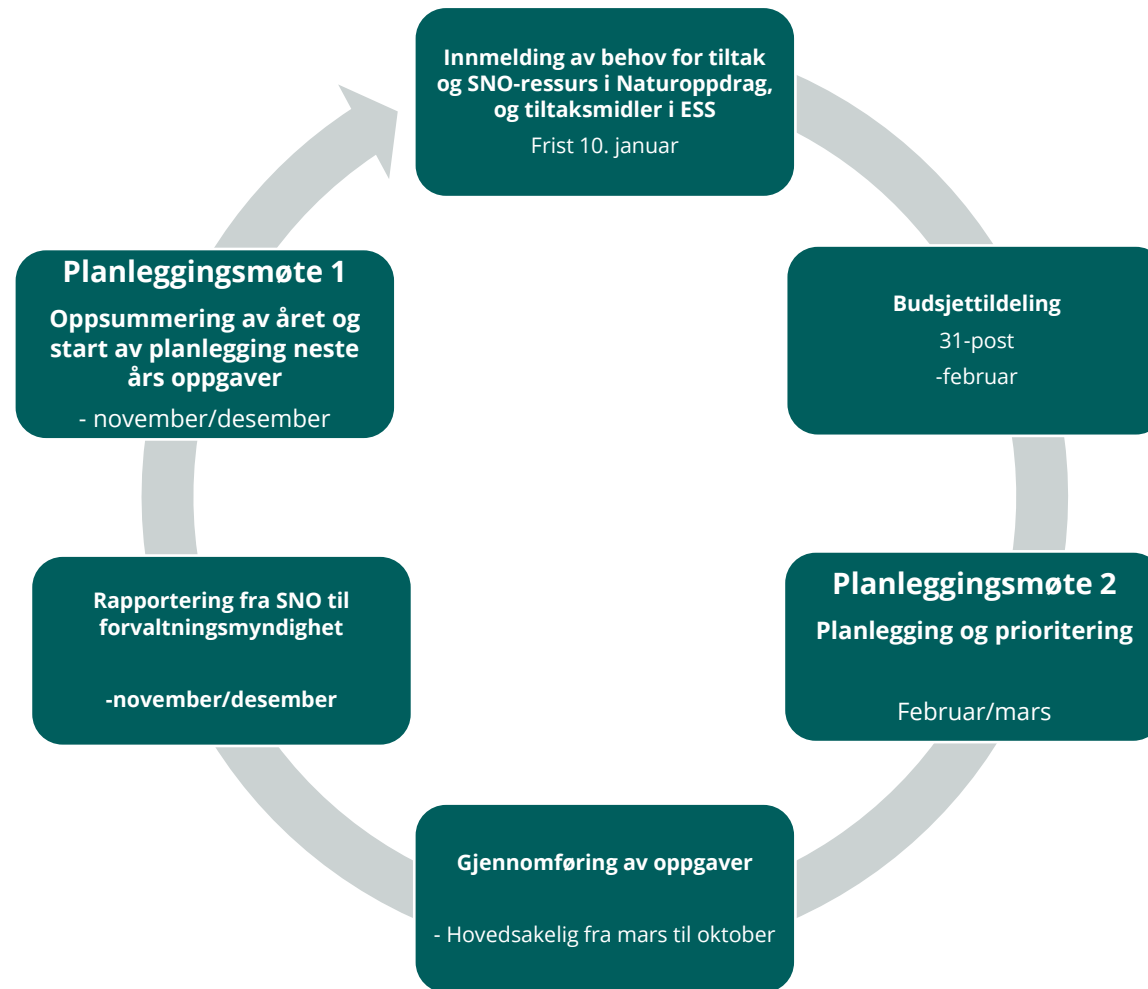 Innmelding av behov for tiltak
og SNO-ressurs i Naturoppdrag,
og tiltaksmidler i ESS
Frist 10. januar
Budsjettildeling
31-post
-februar
Planleggingsmøte 2
Planlegging og prioritering
Februar/mars
Gjennomføring av oppgaver
- Hovedsakelig fra mars til oktober
Rapportering fra SNO til
forvaltningsmyndighet
-november/desember
Planleggingsmøte 1
Oppsummering av året og
start av planlegging neste
års oppgaver
- november/desember